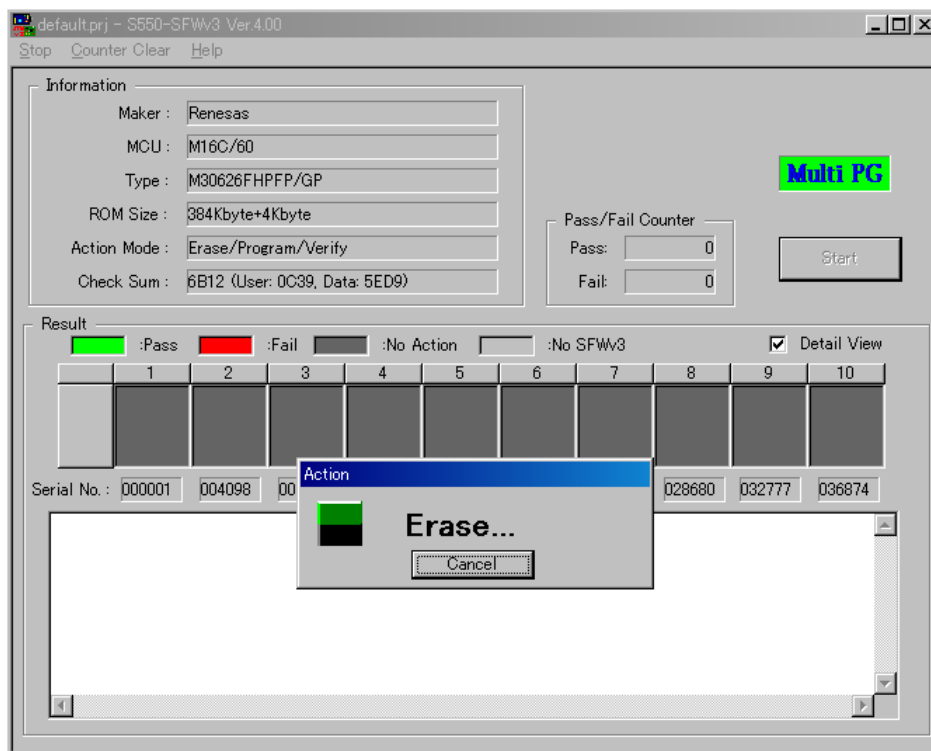 default.prj - S550-SFWv3 Ver.4.00
Stop Counter Clear Help
Information
Maker : Renesas
MCU : M16C/60
Type : M30626FHPFP/GP
ROM Size : 384Kbyte+4Kbyte
Action Mode : Erase/Program/Verify
Check Sum : 6B12 (User: 0C39, Data: 5ED9)
Multi PG
Pass/Fail Counter
Pass: 0
Fail: 0
Start
Result
:Pass :Fail :No Action :No SFWv3 Detail View
1 2 3 4 5 6 7 8 9 10
Serial No. : 000001 004098 00 028680 032777 036874
Action
Erase...
Cancel